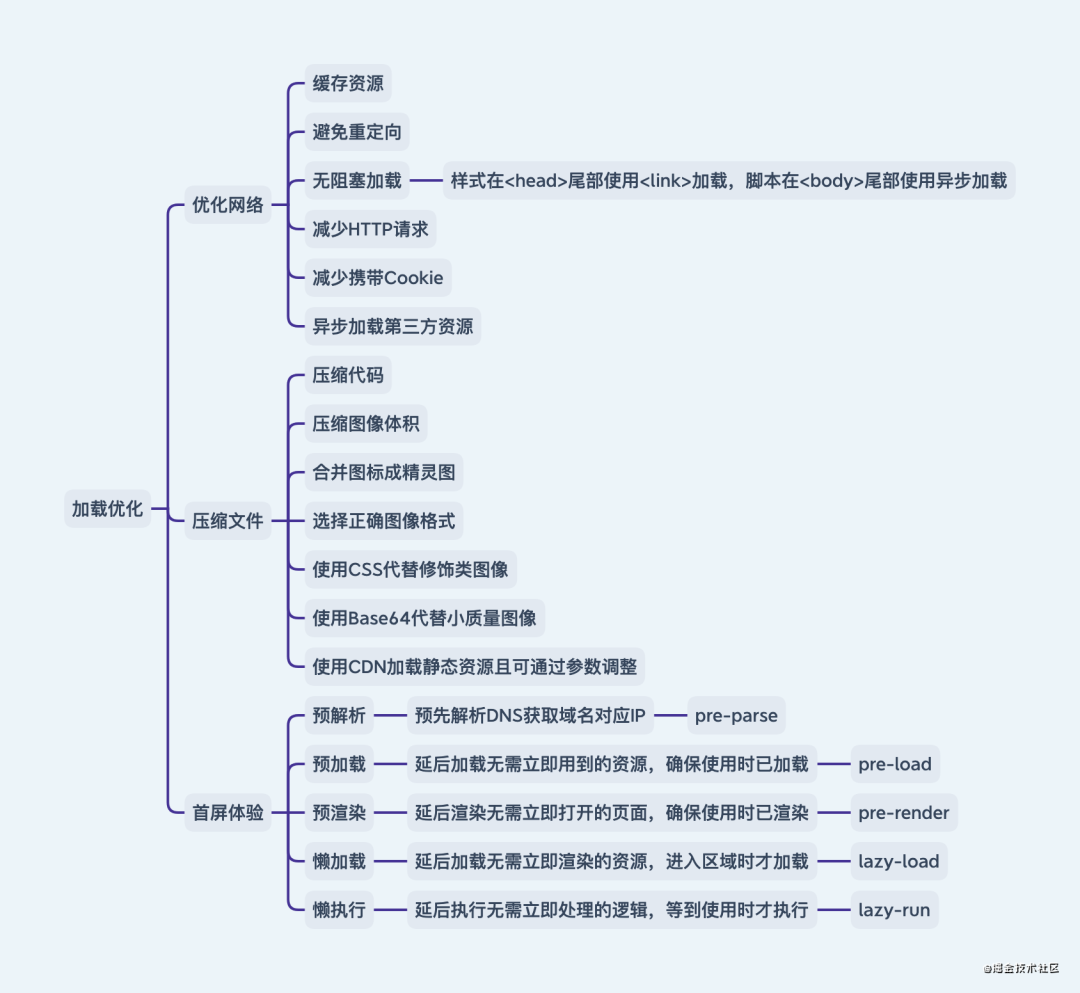 加载优化
优化网络
缓存资源
避免重定向
无阻塞加载
样式在<head>尾部使用<link>加载，脚本在<body>尾部使用异步加载
减少HTTP请求
减少携带Cookie
异步加载第三方资源
压缩文件
压缩代码
压缩图像体积
合并图标成精灵图
选择正确图像格式
使用CSS代替修饰类图像
使用Base64代替小质量图像
使用CDN加载静态资源且可通过参数调整
首屏体验
预解析
预先解析DNS获取域名对应IP
pre-parse
预加载
延后加载无需立即用到的资源，确保使用时已加载
pre-load
预渲染
延后渲染无需立即打开的页面，确保使用时已渲染
pre-render
懒加载
延后加载无需立即渲染的资源，进入区域时才加载
lazy-load
懒执行
延后执行无需立即处理的逻辑，等到使用时才执行
lazy-run
@掘金技术社区